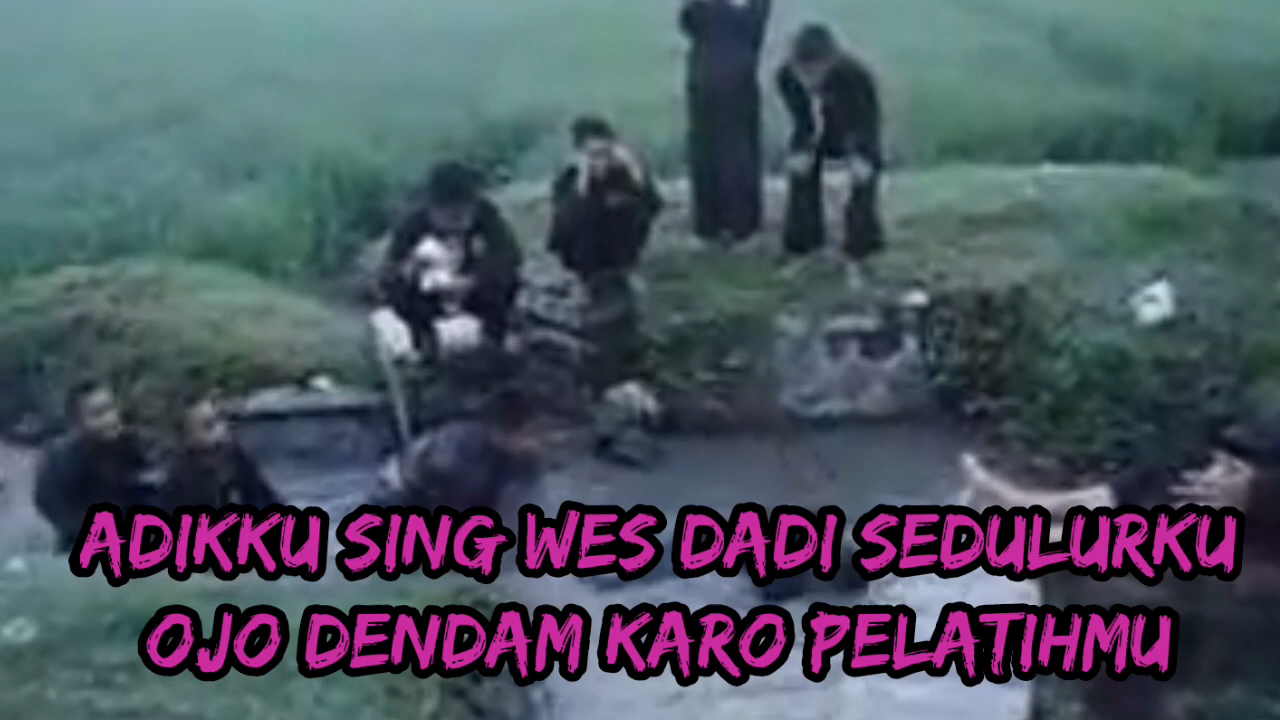 ADIKKU SING WES DADI SEDULURKU
OJO DENDAM KARO PELATIHMU